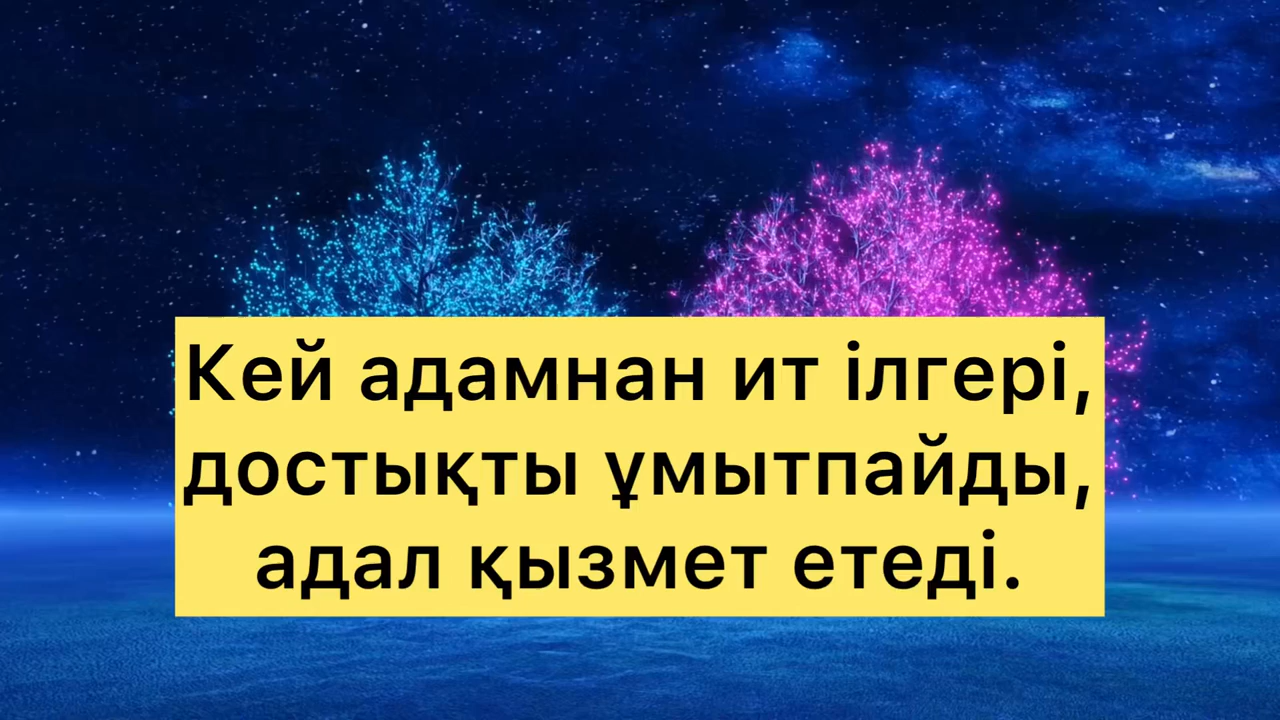 Кей адамнан ит ілгері,
достықты ұмытпайды,
адал қызмет етеді.